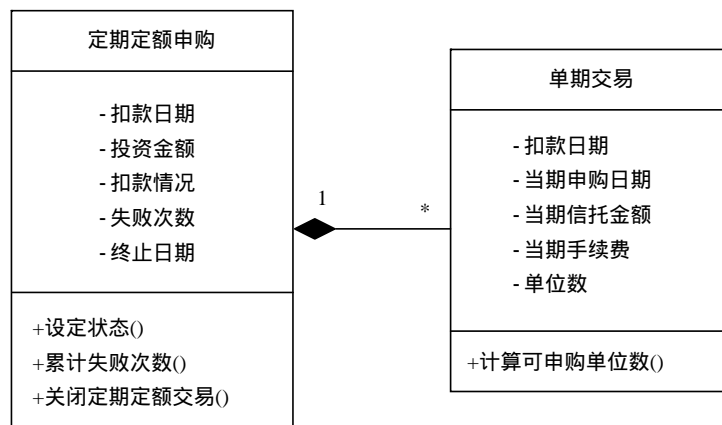 定期定额申购
- 扣款日期
- 投资金额
- 扣款情况
- 失败次数
- 终止日期
+设定状态()
+累计失败次数()
+关闭定期定额交易()
1
*
单期交易
- 扣款日期
- 当期申购日期
- 当期信托金额
- 当期手续费
- 单位数
+计算可申购单位数()